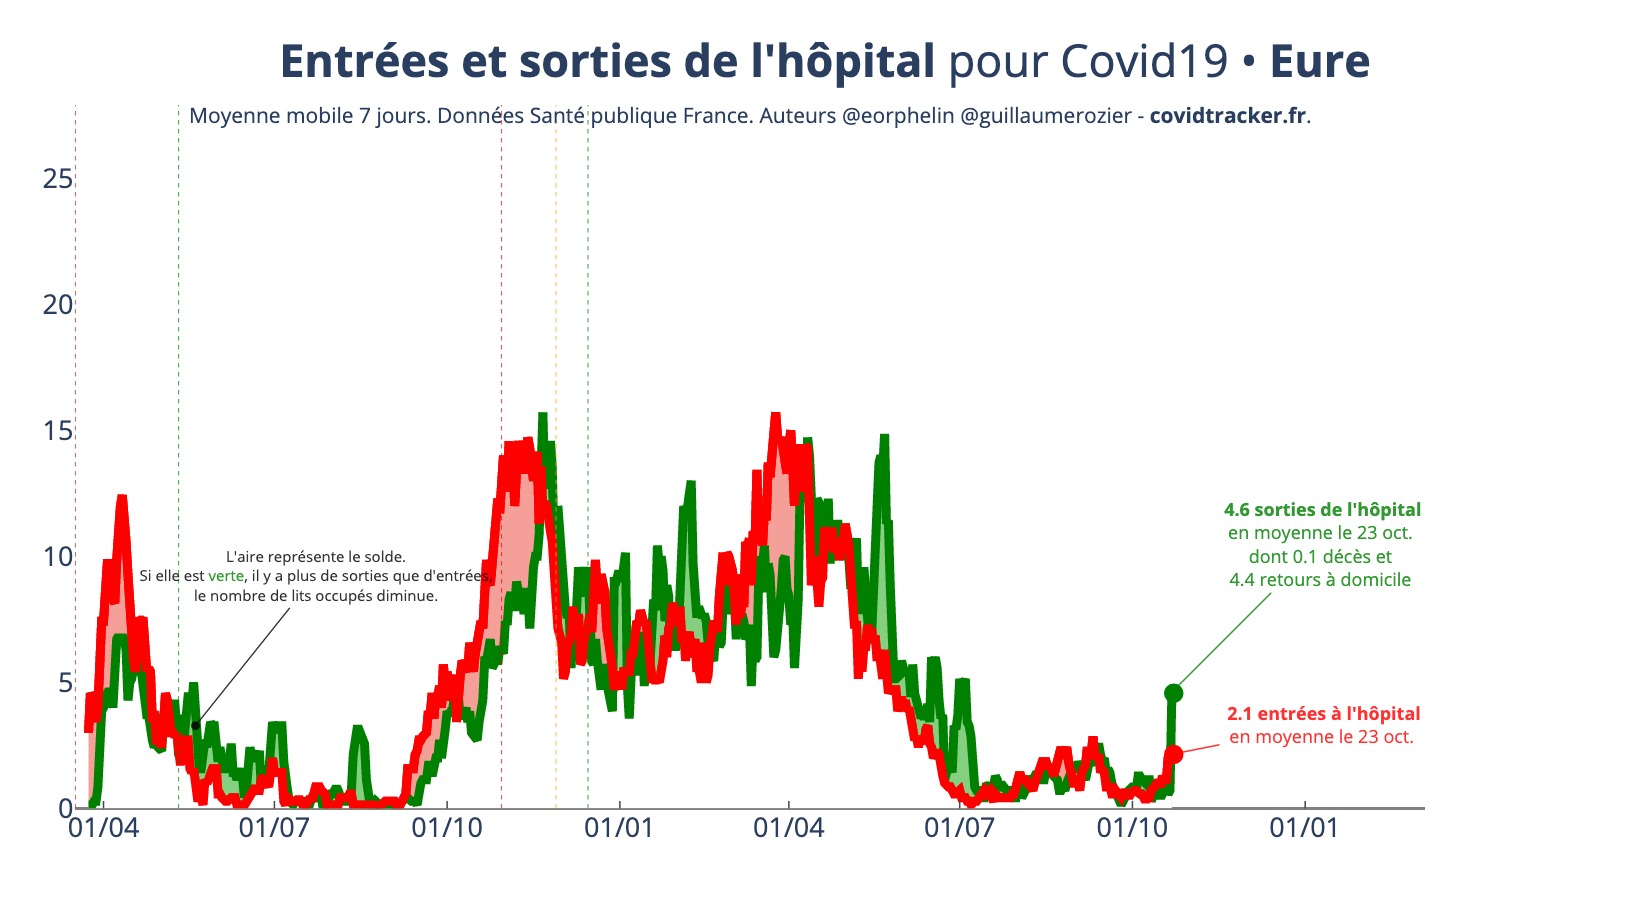 Entrées et sorties de l'hôpital pour Covid19 • Eure
Moyenne mobile 7 jours. Données Santé publique France. Auteurs @eorphelin @guillaumerozier - covidtracker.fr.
25
20
15
10
5
0
L'aire représente le solde.
Si elle est verte, il y a plus de sorties que d'entrées,
le nombre de lits occupés diminue.
4.6 sorties de l'hôpital
en moyenne le 23 oct.
dont 0.1 décès et
4.4 retours à domicile
2.1 entrées à l'hôpital
en moyenne le 23 oct.
01/04 01/07 01/10 01/01 01/04 01/07 01/10 01/01